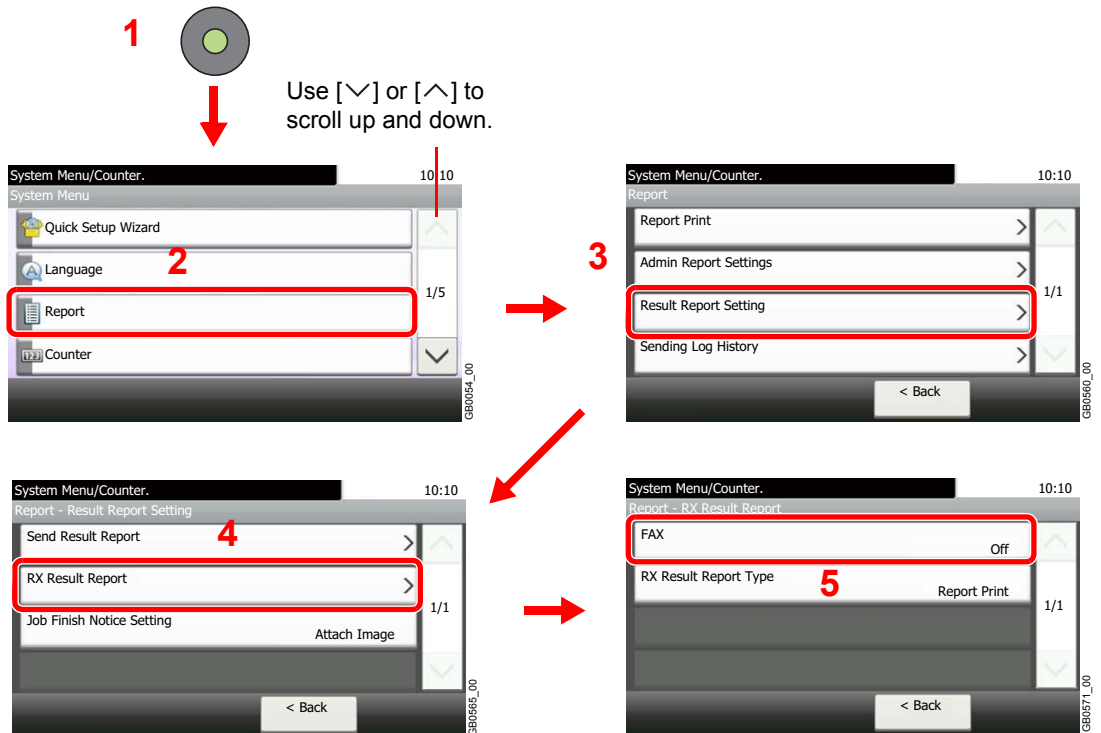 1
Use [∨] or [∧] to
scroll up and down.
System Menu/Counter.
10:10
System Menu
Quick Setup Wizard
2
Language
Report
1/5
123 Counter
GB0054_00
3
System Menu/Counter.
10:10
Report
Report Print
Admin Report Settings
Result Report Setting
1/1
Sending Log History
< Back
GB0560_00
System Menu/Counter.
10:10
Report - Result Report Setting
4
Send Result Report
RX Result Report
1/1
Job Finish Notice Setting
Attach Image
< Back
GB0565_00
System Menu/Counter.
10:10
Report - RX Result Report
FAX
Off
RX Result Report Type
5
Report Print
1/1
< Back
GB0571_00